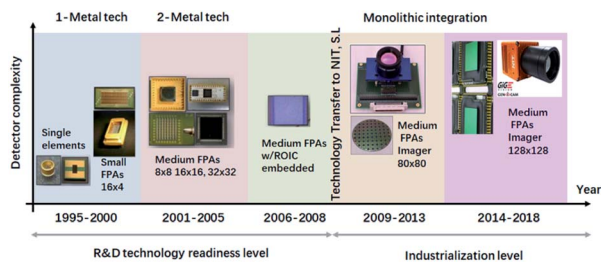 1-Metal tech
2-Metal tech
Monolithic integration
Detector complexity
Single
elements
Small
FPAs
16x4
Medium FPAs
8x8 16x16, 32x32
Medium FPAs
w/ROIC
embedded
Technology Transfer to NIT, S.L
Medium
FPAs
Imager
80x80
NIT
GIGE
Medium
FPAs
Imager
128x128
Year
1995-2000
2001-2005
2006-2008
2009-2013
2014-2018
R&D technology readiness level
Industrialization level